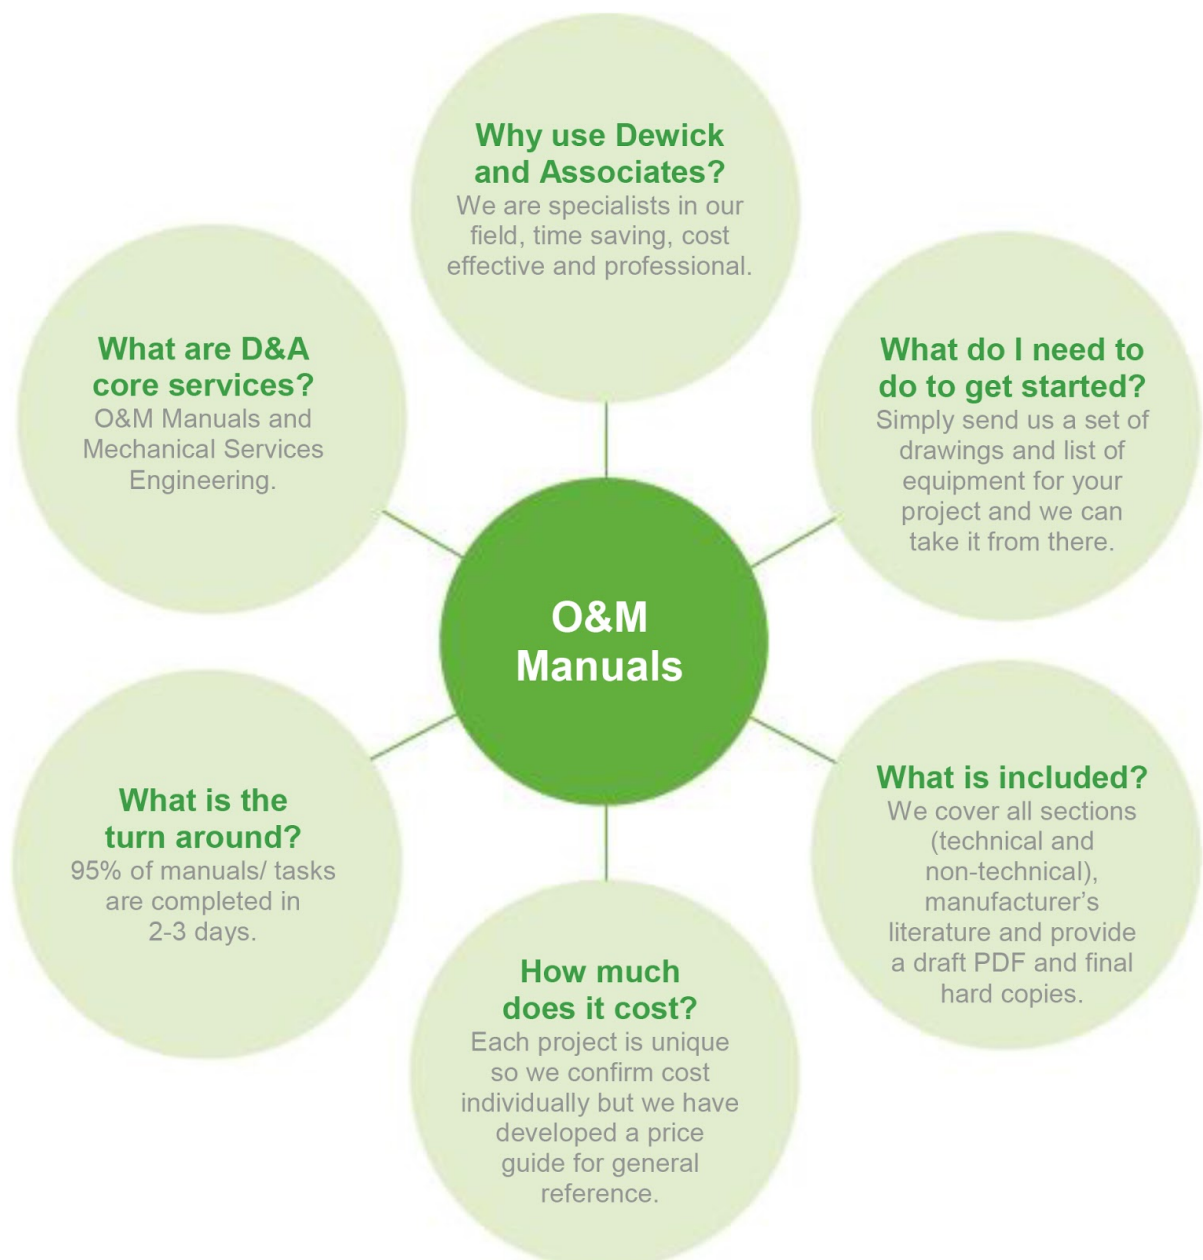 Why use Dewick
and Associates?
We are specialists in our
field, time saving, cost
effective and professional.
What are D&A
core services?
O&M Manuals and
Mechanical Services
Engineering.
What do I need to
do to get started?
Simply send us a set of
drawings and list of
equipment for your
project and we can
take it from there.
O&M
Manuals
What is the
turn around?
95% of manuals/ tasks
are completed in
2-3 days.
What is included?
We cover all sections
(technical and
non-technical),
manufacturer’s
literature and provide
a draft PDF and final
hard copies.
How much
does it cost?
Each project is unique
so we confirm cost
individually but we have
developed a price
guide for general
reference.